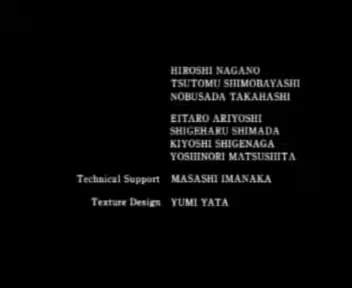 HIROSHI NAGANO
TSUTOMU SHIMOBAYASHI
NOBUSADA TAKAHASHI
EITARO ARIYOSHI
SHIGEHARU SHIMADA
KIYOSHI SHIGENAGA
YOSHINORI MATSUSHITA
Technical Support MASASHI IMANAKA
Texture Design YUMI YATA